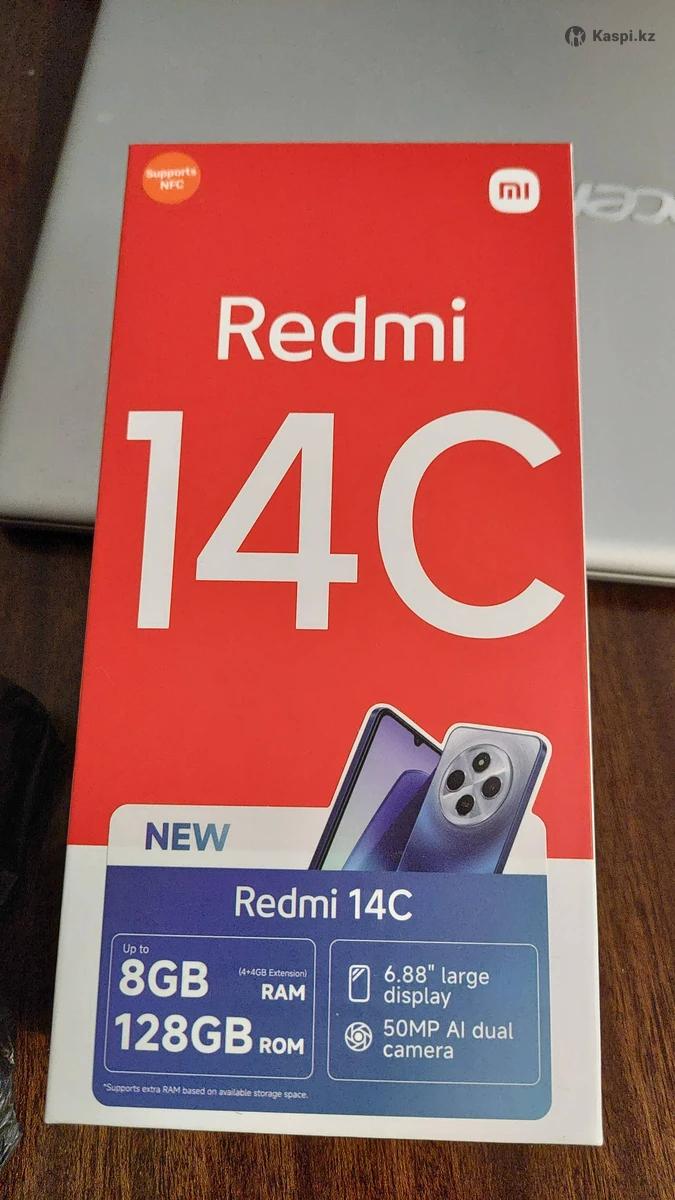 Kaspi.kz
Supports
NFC
mi
acer
Redmi
14C
NEW
Redmi 14C
Up to
8GB (4+4GB Extension) RAM
128GB ROM
6.88" large
display
50MP AI dual
camera
*Supports extra RAM based on available storage space.